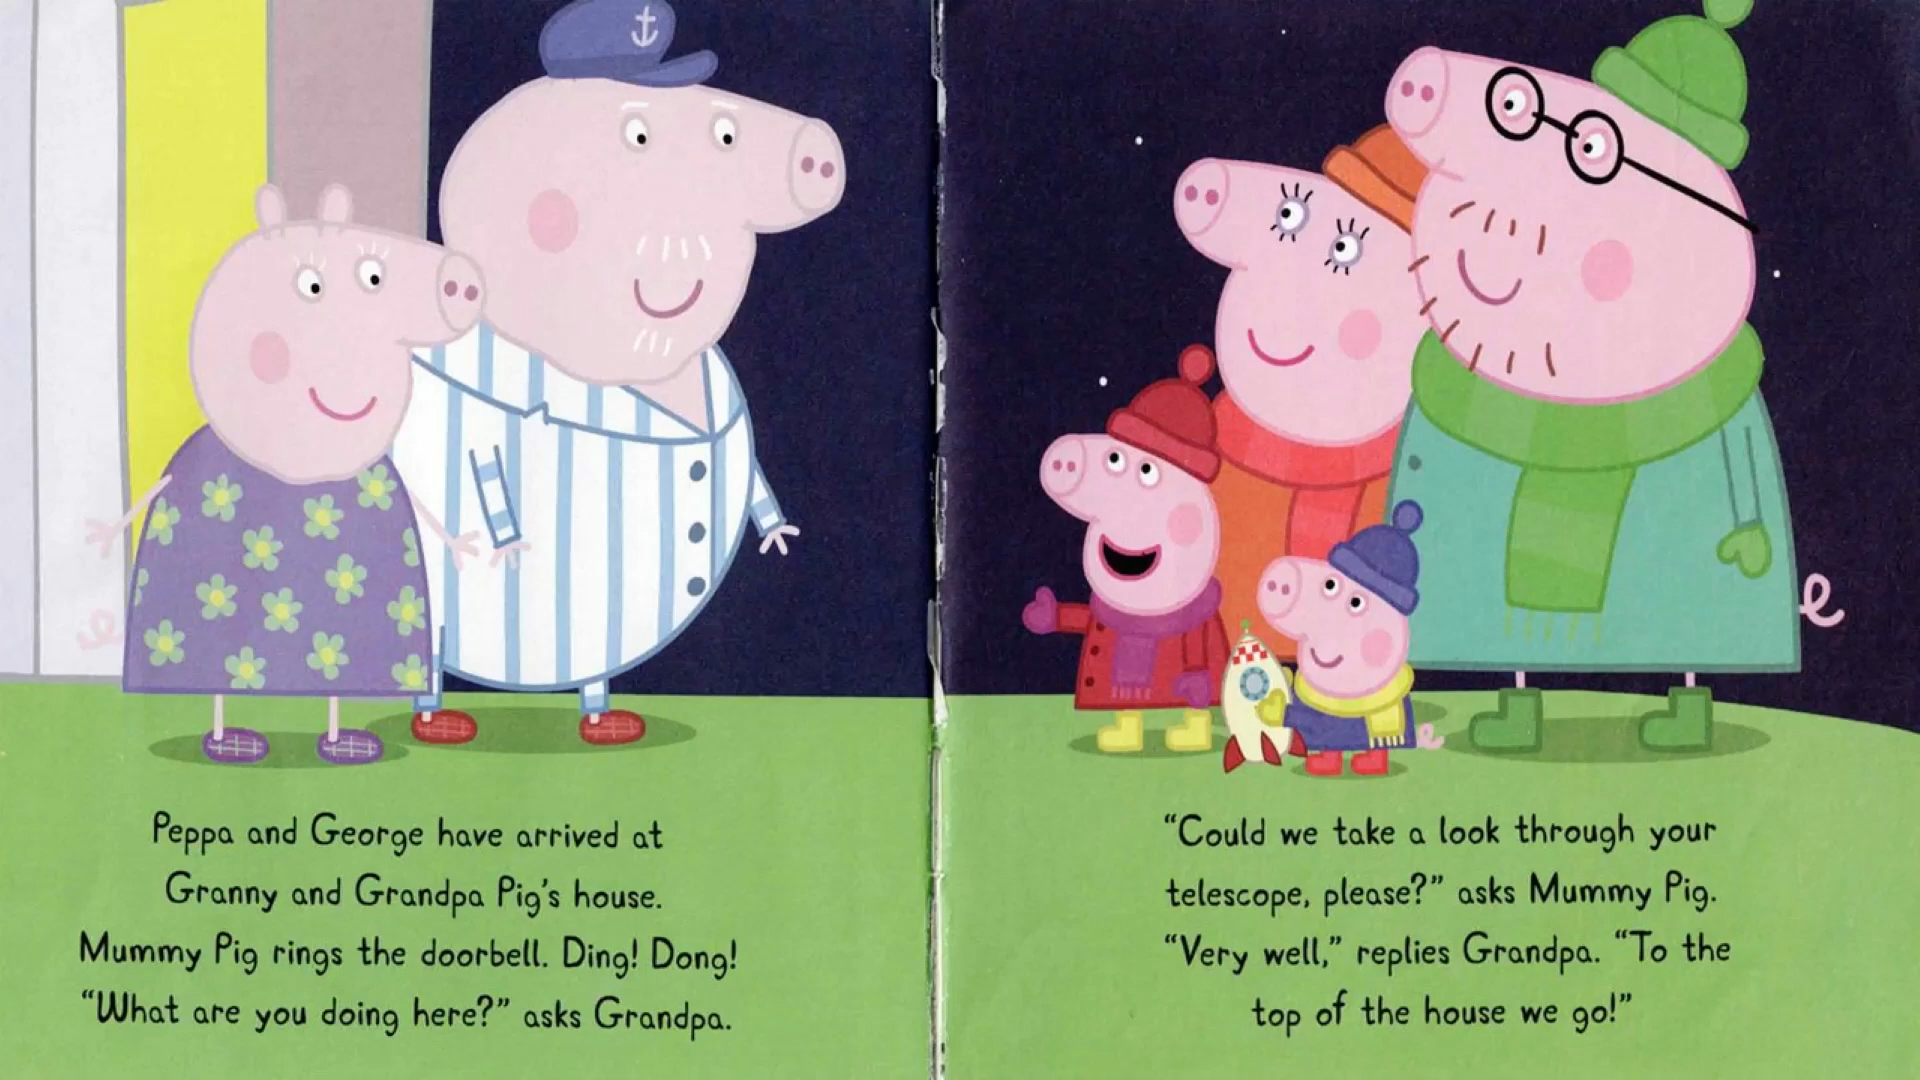 Peppa and George have arrived at
Granny and Grandpa Pig's house.
Mummy Pig rings the doorbell. Ding! Dong!
“What are you doing here?” asks Grandpa.
“Could we take a look through your
telescope, please?” asks Mummy Pig.
“Very well,” replies Grandpa. “To the
top of the house we go!”